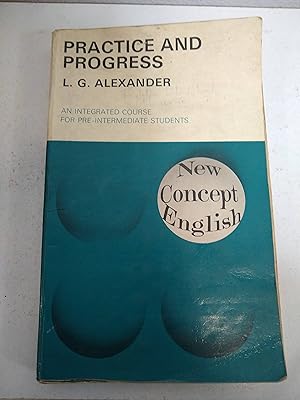 PRACTICE AND
PROGRESS
L. G. ALEXANDER
AN INTEGRATED COURSE
FOR PRE-INTERMEDIATE STUDENTS
New
Concept
English